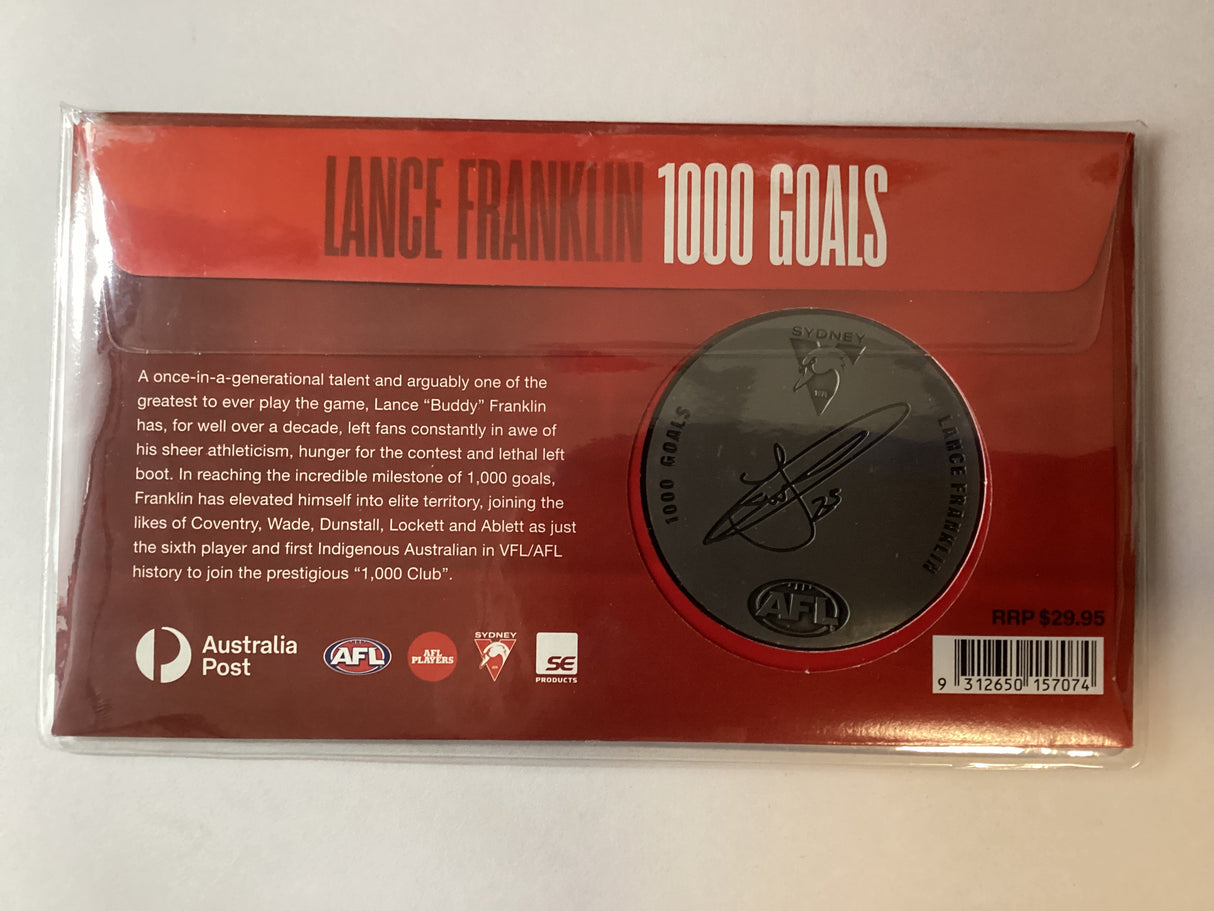 LANCE FRANKLIN 1000 GOALS
A once-in-a-generational talent and arguably one of the
greatest to ever play the game, Lance “Buddy” Franklin
has, for well over a decade, left fans constantly in awe of
his sheer athleticism, hunger for the contest and lethal left
boot. In reaching the incredible milestone of 1,000 goals,
Franklin has elevated himself into elite territory, joining the
likes of Coventry, Wade, Dunstall, Lockett and Ablett as just
the sixth player and first Indigenous Australian in VFL/AFL
history to join the prestigious “1,000 Club”.
SYDNEY
1000 GOALS
LANCE FRANKLIN
25
AFL
Australia
Post
AFL
AFL
PLAYERS
SYDNEY
SE
PRODUCTS
RRP $29.95
9 312650 157074